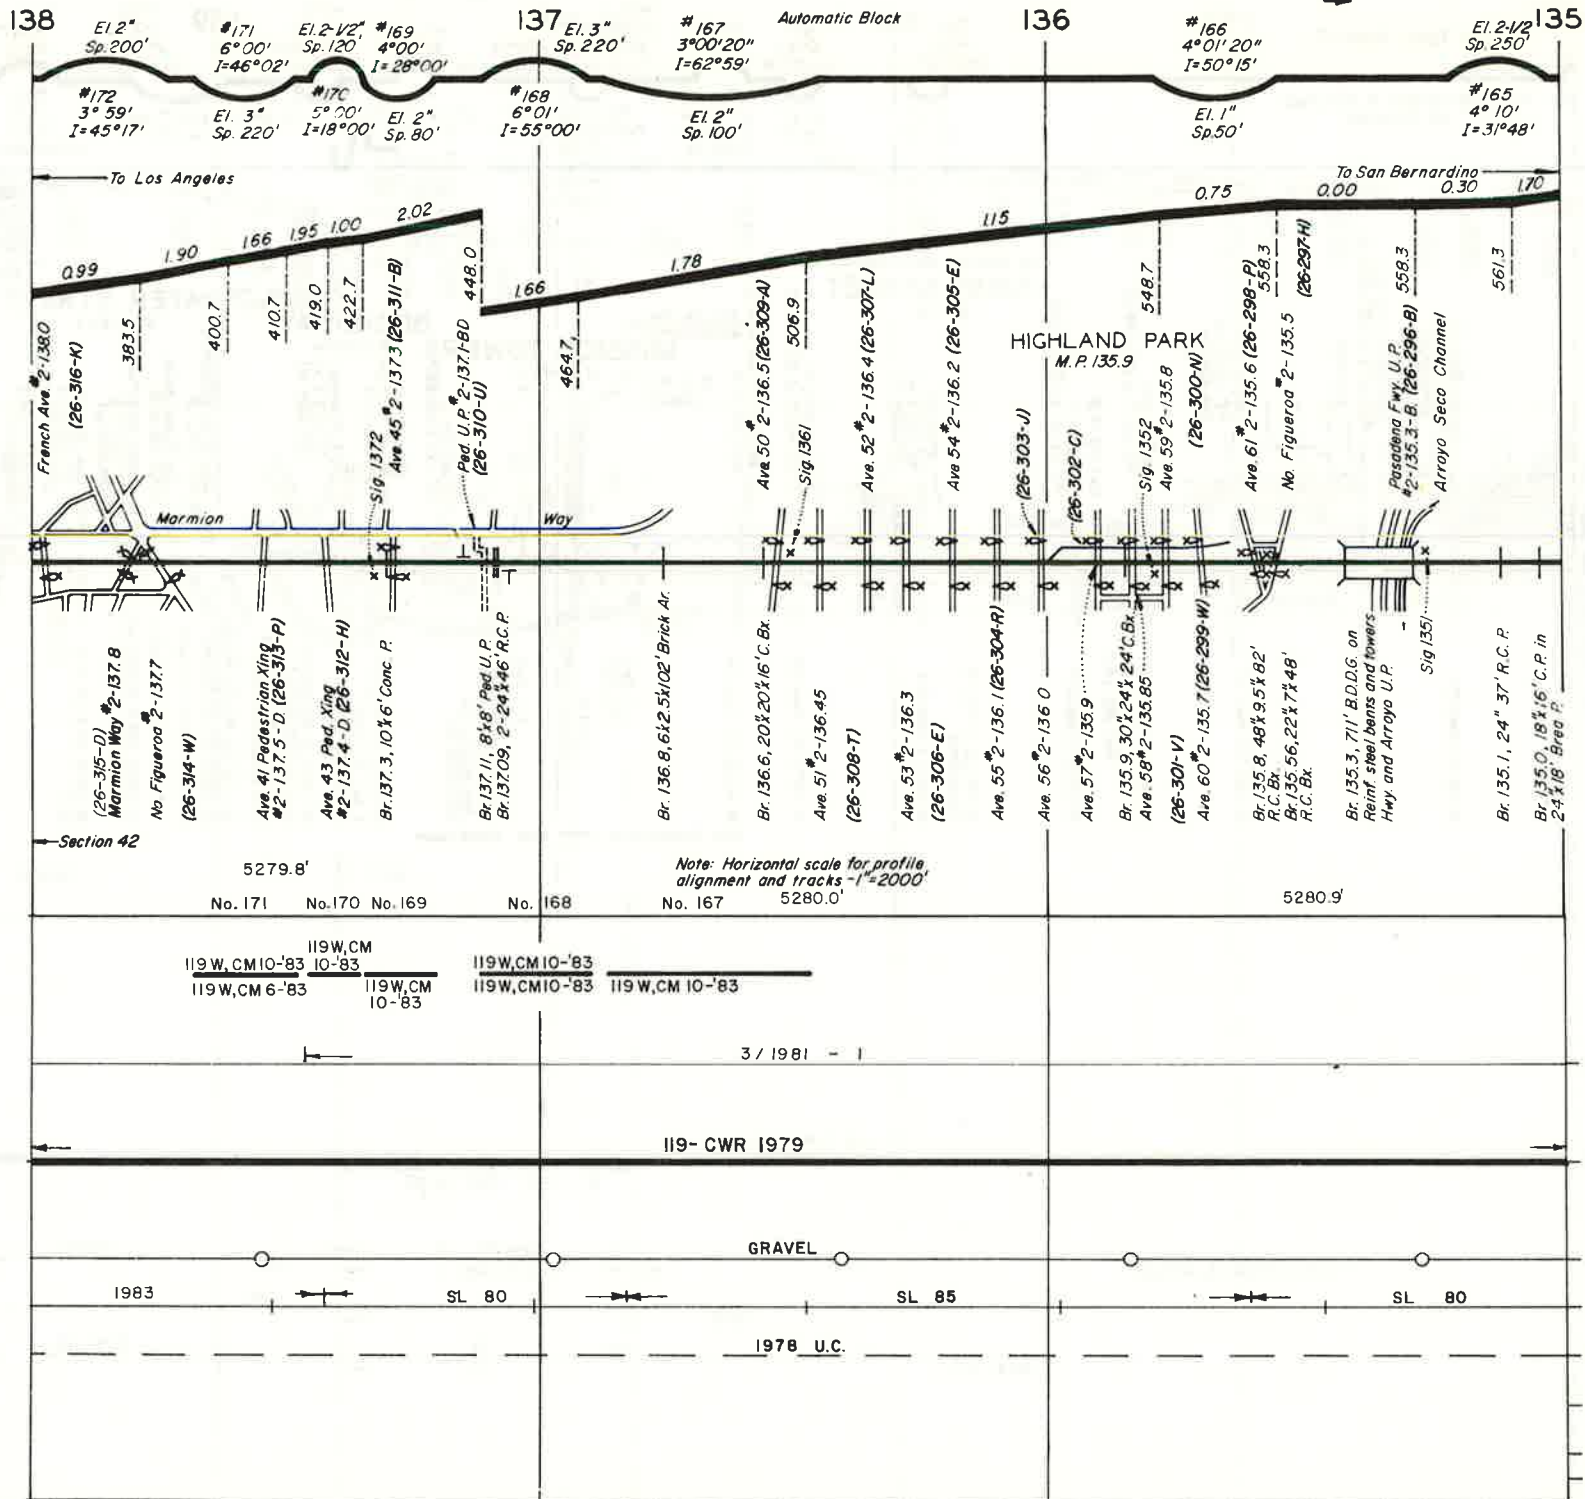 138
137
Automatic Block
136
135
El. 2"
Sp. 200'
#171
6°00'
I=46°02'
El. 2-1/2"
Sp. 120'
#169
4°00'
I=28°00'
El. 3"
Sp. 220'
#167
3°00'20"
I=62°59'
#166
4°01'20"
I=50°15'
El. 2-1/2
Sp. 250'
#172
3°59'
I=45°17'
El. 3"
Sp. 220'
#170
5°00'
I=18°00'
El. 2"
Sp. 80'
#168
6°01'
I=55°00'
El. 2"
Sp. 100'
El. 1"
Sp. 50'
#165
4°10'
I=31°48'
To Los Angeles
To San Bernardino
0.99
1.90
1.66
1.95
1.00
2.02
1.66
1.78
1.15
0.75
0.00
0.30
1.70
French Ave. #2-138.0
(26-316-K)
383.5
400.7
410.7
419.0
422.7
Sig. 1372
Ave. 45 #2-137.3 (26-311-B)
448.0
Ped. U.P. #2-137.1-BD
(26-310-U)
464.7
Ave. 50 #2-136.5 (26-309-A)
506.9
Sig. 1361
Ave. 52 #2-136.4 (26-307-L)
Ave. 54 #2-136.2 (26-305-E)
HIGHLAND PARK
M.P. 135.9
(26-303-J)
(26-302-C)
548.7
Sig. 1352
Ave. 59 #2-135.8
(26-300-N)
Ave. 61 #2-135.6 (26-298-P)
558.3
No. Figueroa #2-135.5
(26-297-H)
Pasadena Fwy. U.P.
#2-135.3-B. (26-296-B)
558.3
Arroyo Seco Channel
561.3
Marmion Way
(26-315-D)
Marmion Way #2-137.8
No Figueroa #2-137.7
(26-314-W)
Ave. 41 Pedestrian Xing
#2-137.5-D (26-313-P)
Ave. 43 Ped. Xing
#2-137.4-D (26-312-H)
Br. 137.3, 10"x6' Conc. P.
Br. 137.11, 8'x8' Ped U.P.
Br. 137.09, 2-24"x46' R.C.P.
Br. 136.8, 6'x2.5'x102' Brick Ar.
Br. 136.6, 20"x20"x16' C. Bx.
Ave. 51 #2-136.45
(26-308-T)
Ave. 53 #2-136.3
(26-306-E)
Ave. 55 #2-136.1 (26-304-R)
Ave. 56 #2-136.0
Ave. 57 #2-135.9
Br. 135.9, 30"x24"x24' C. Bx.
Ave. 58 #2-135.85
(26-301-V)
Ave. 60 #2-135.7 (26-299-W)
Br. 135.8, 48"x9.5'x82'
R.C. Bx.
Br. 135.56, 22'x7'x48'
R.C. Bx.
Br. 135.3, 711' B.D.D.G. on
Reinf. steel bents and towers
Hwy. and Arroyo U.P.
Sig 1351
Br. 135.1, 24" 37' R.C.P.
Br. 135.0, 18"x16' C.P. in
24"x18' Brea P.
Section 42
5279.8'
Note: Horizontal scale for profile
alignment and tracks -1"=2000'
5280.0'
5280.9'
No. 171
No. 170
No. 169
No. 168
No. 167
119W,CM 10-'83
119W,CM
10-'83
119W,CM 10-'83
119W,CM 6-'83
119W,CM
10-'83
119W,CM 10-'83
119W,CM 10-'83
3/1981 - 1
119-CWR 1979
GRAVEL
1983
SL 80
SL 85
SL 80
1978 U.C.